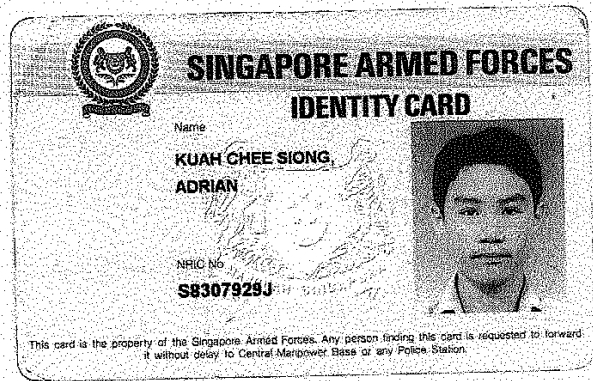 SINGAPORE ARMED FORCES
IDENTITY CARD
Name
KUAH CHEE SIONG,
ADRIAN
NRIC No
S8307929J
This card is the property of the Singapore Armed Forces. Any person finding this card is requested to forward
it without delay to Central Manpower Base or any Police Station.